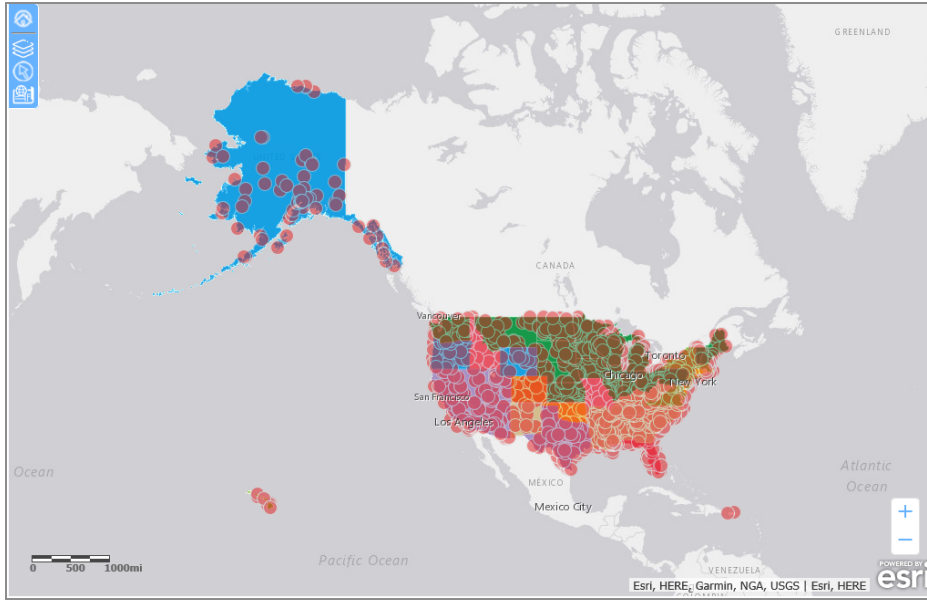 GREENLAND
CANADA
Vancouver
Toronto
Chicago
New York
San Francisco
Los Angeles
Ocean
Atlantic
Ocean
MÉXICO
Mexico City
0 500 1000mi
Pacific Ocean
+
−
VENEZUELA
POWERED BY
esri
Esri, HERE, Garmin, NGA, USGS | Esri, HERE